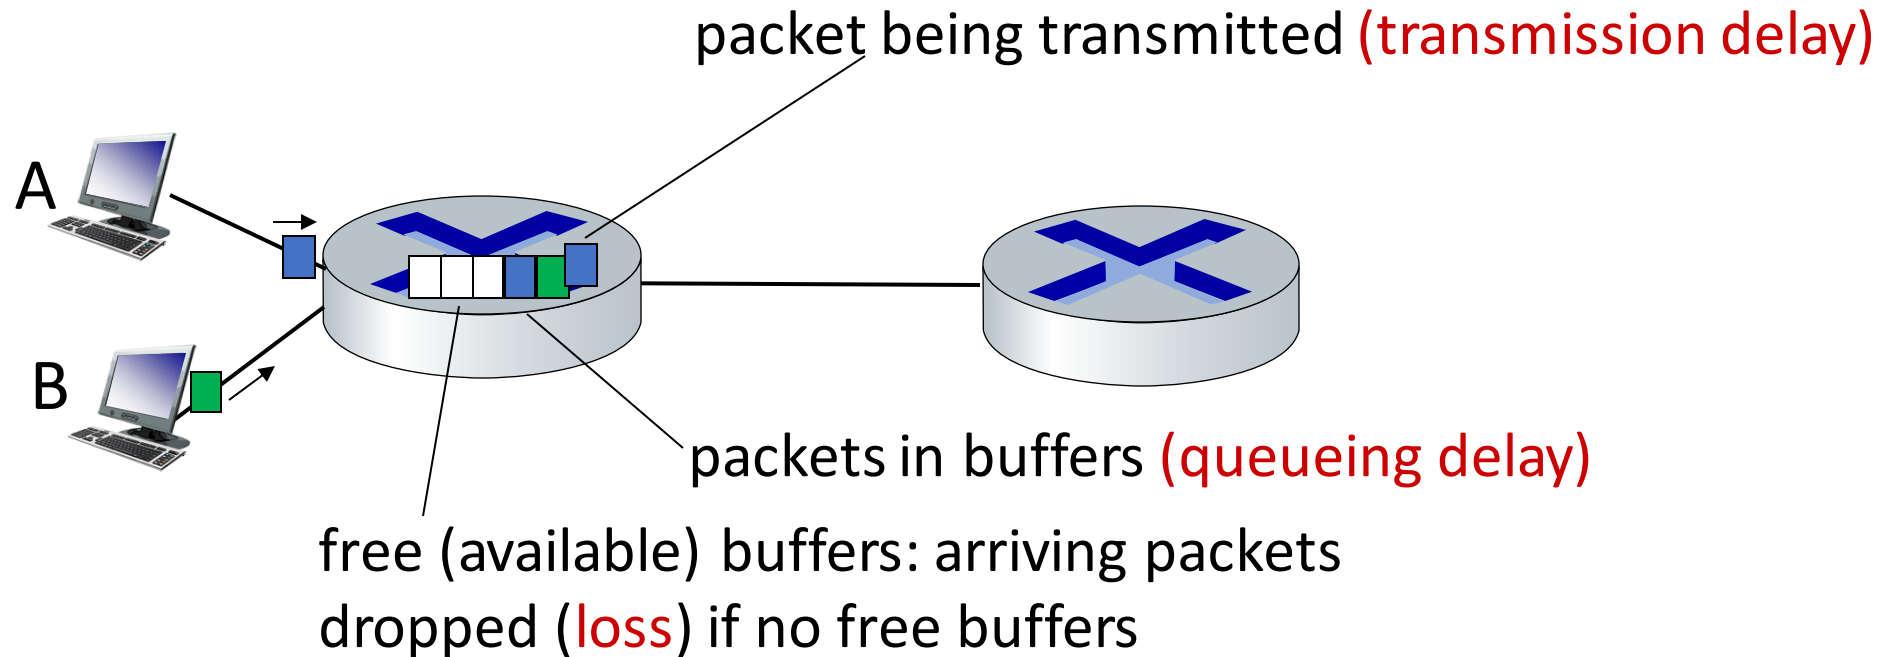 packet being transmitted (transmission delay)
A
B
packets in buffers (queueing delay)
free (available) buffers: arriving packets
dropped (loss) if no free buffers